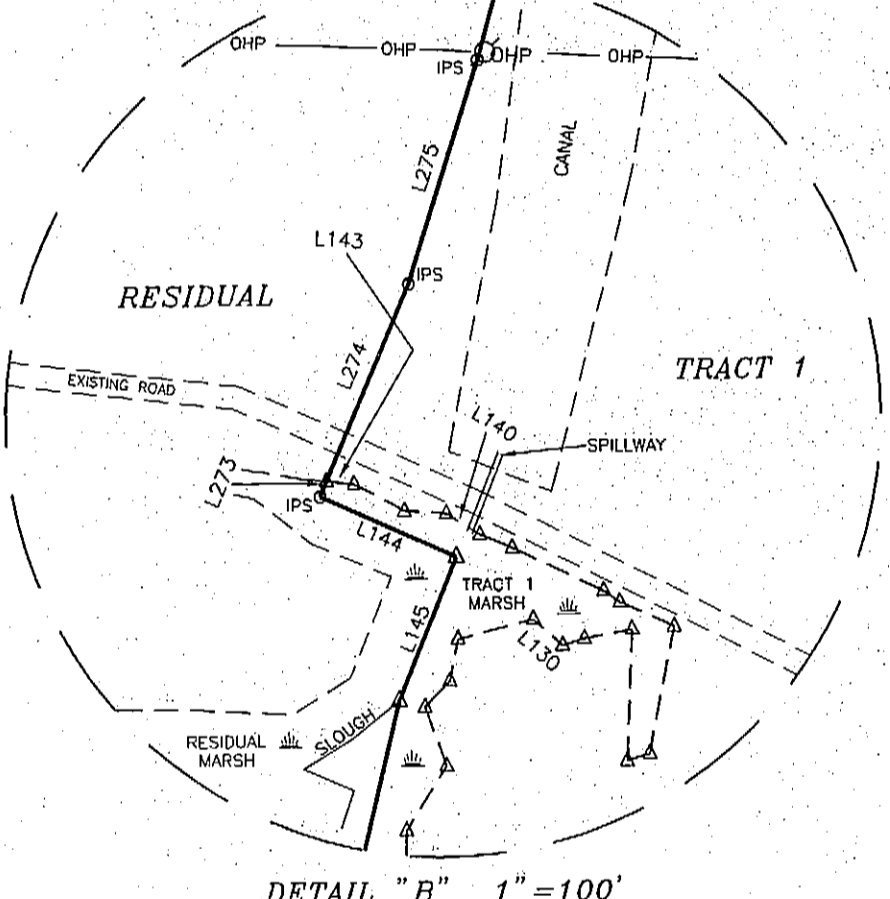 OHP
OHP
OHP
OHP
IPS
CANAL
L275
L143
IPS
RESIDUAL
L274
TRACT 1
EXISTING ROAD
L140
SPILLWAY
L273
IPS
L144
TRACT 1
MARSH
L145
L130
SLOUGH
RESIDUAL
MARSH
DETAIL "B" 1"=100'